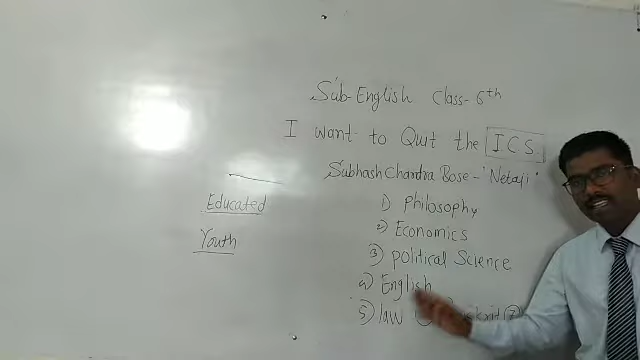 Sub-English Class-6th
I want to Quit the ICS
Subhash Chandra Bose - 'Netaji'
Educated
Youth
1) Philosophy
2) Economics
3) political Science
4) English
5) law